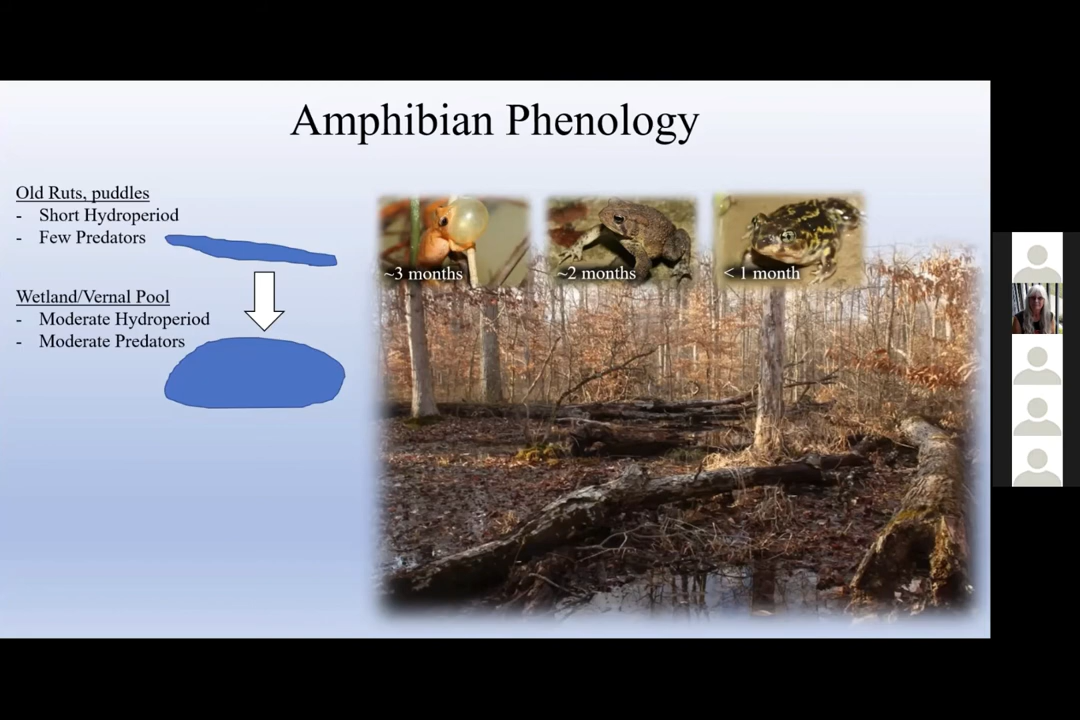 Amphibian Phenology
Old Ruts, puddles
- Short Hydroperiod
- Few Predators
Wetland/Vernal Pool
- Moderate Hydroperiod
- Moderate Predators
~3 months
~2 months
< 1 month